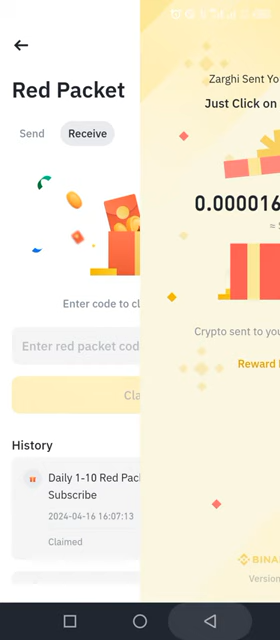 Red Packet
Send
Receive
Enter code to cl
Enter red packet cod
Cla
History
Daily 1-10 Red Pac
Subscribe
2024-04-16 16:07:13
Claimed
Zarghi Sent Yo
Just Click on
0.000016
≈
Crypto sent to you
Reward
BINAN
Version